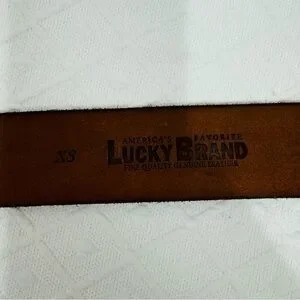 AMERICA'S FAVORITE
XS LUCKY BRAND
FINE QUALITY GENUINE LEATHER